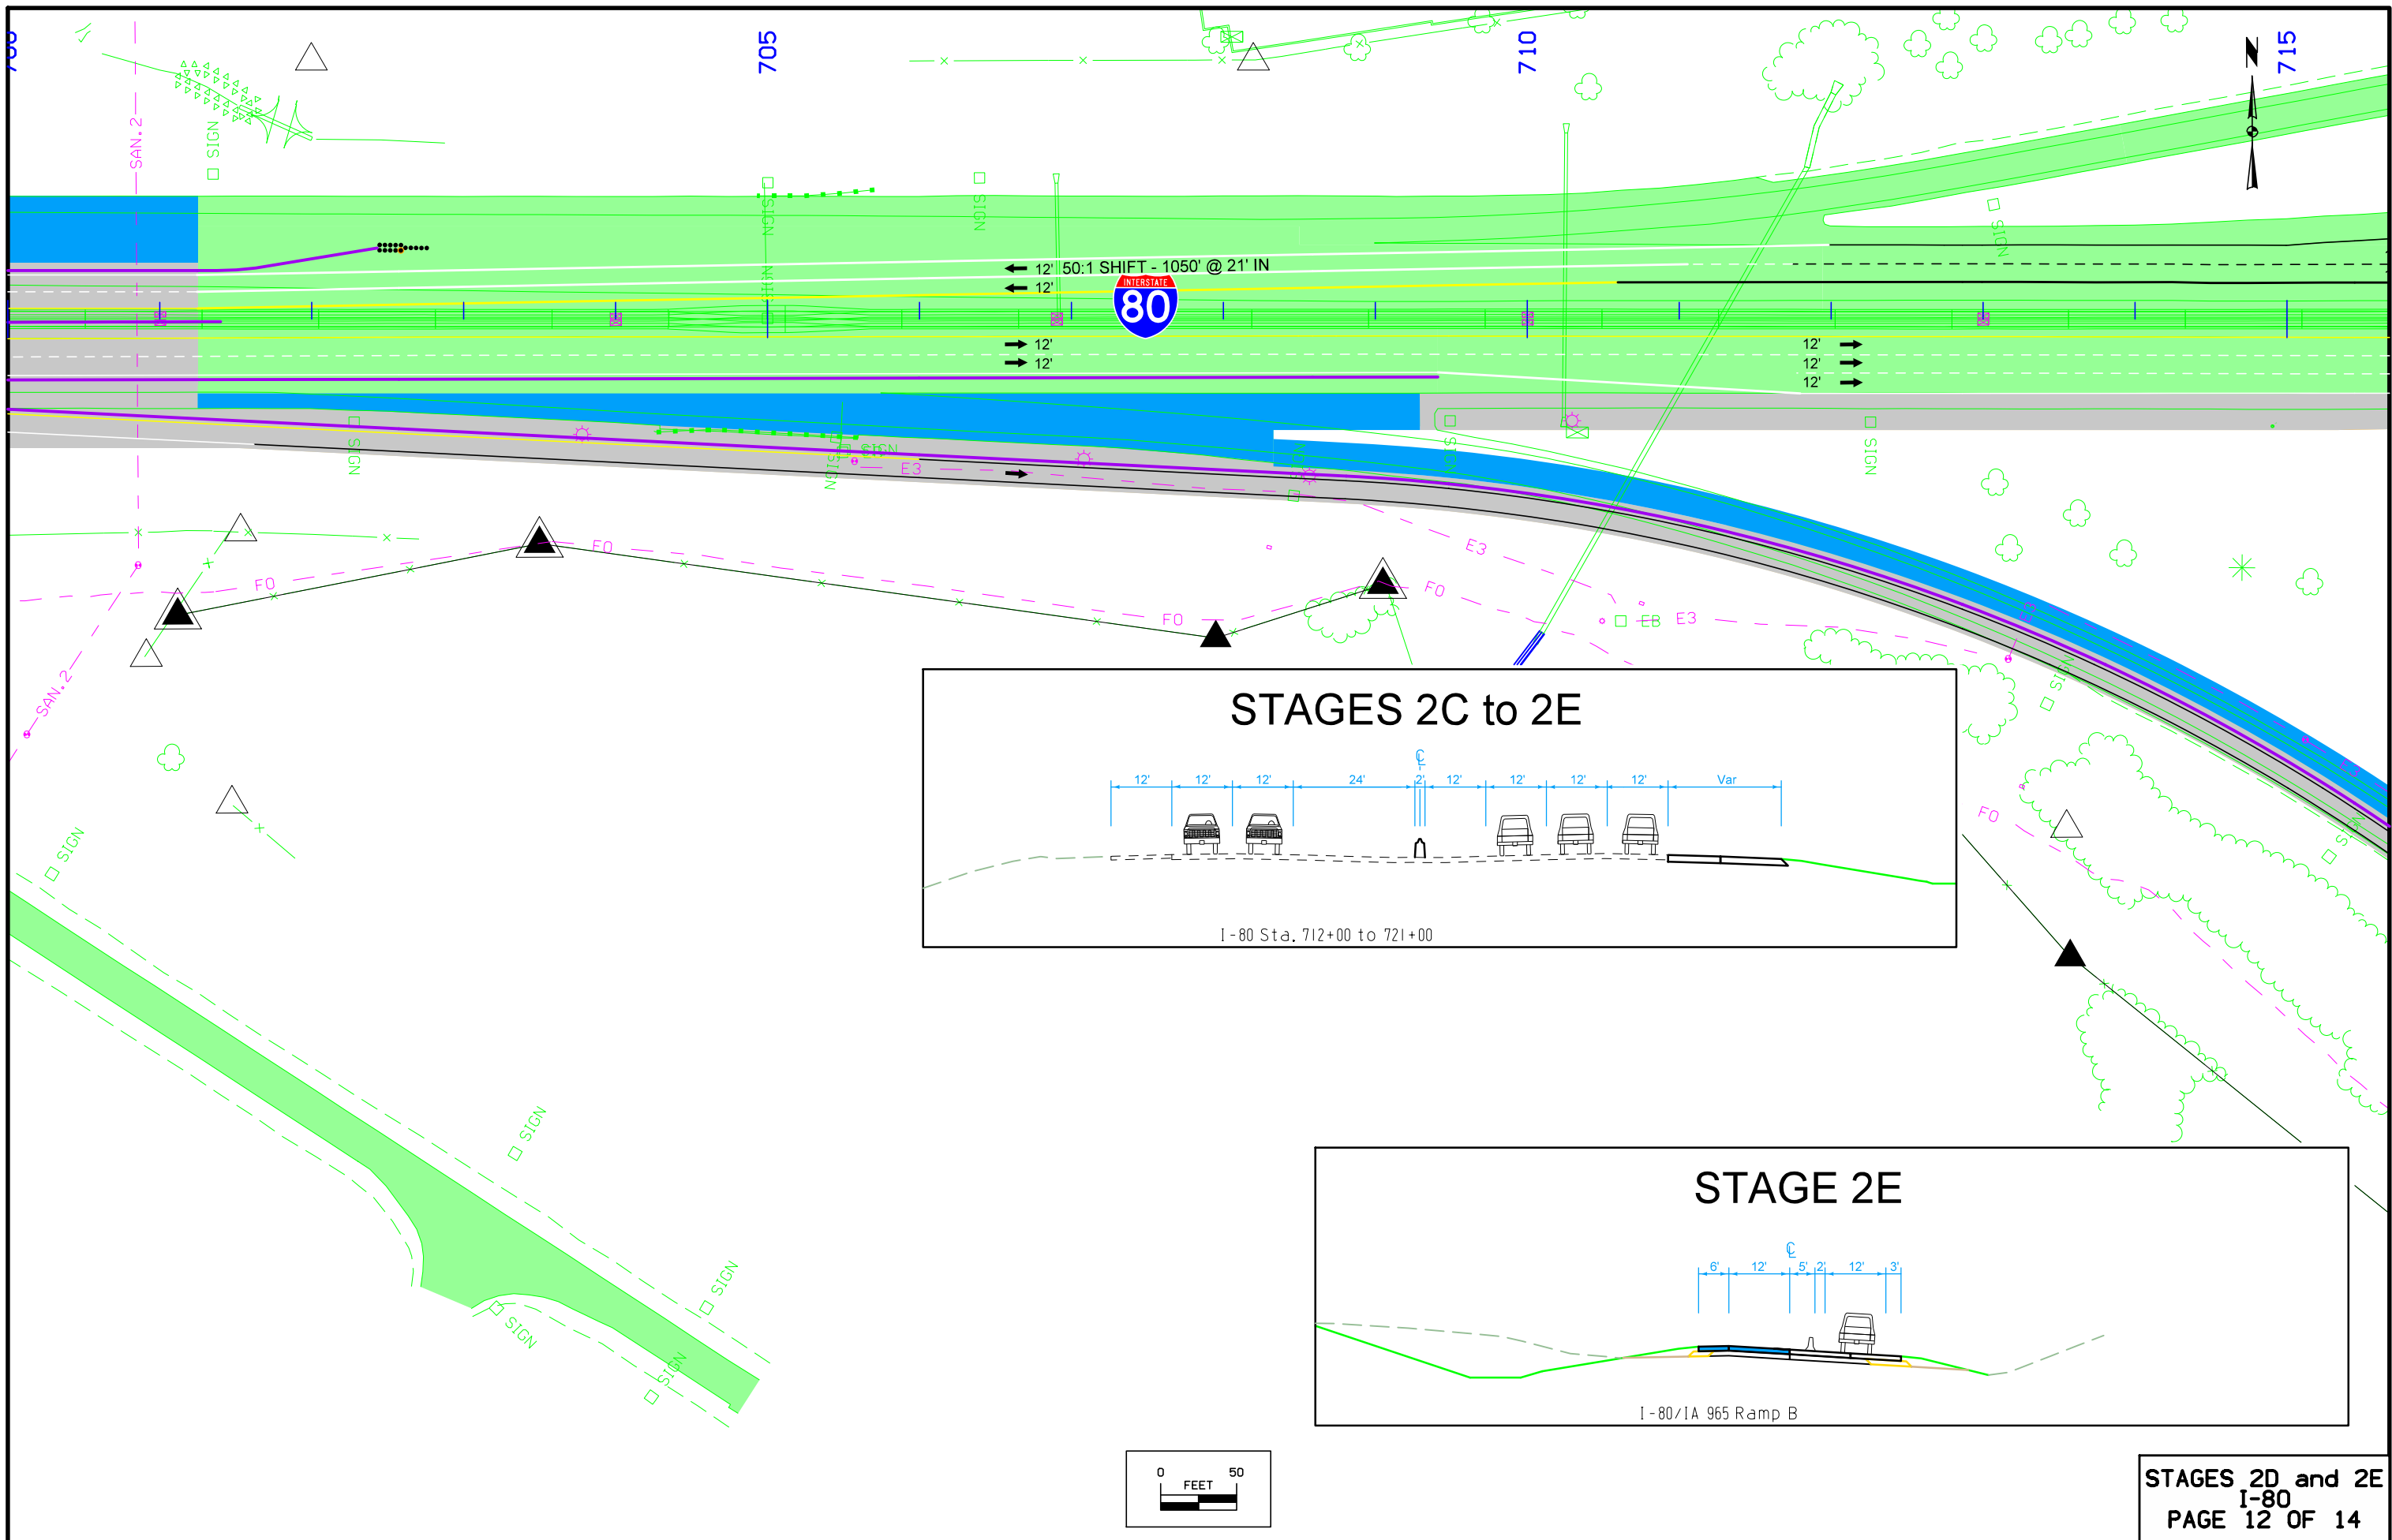 705
710
715
N
SAN.2
SIGN
SIGN
SIGN
SIGN
12' 50:1 SHIFT - 1050' @ 21' IN
12'
INTERSTATE
80
12'
12'
12'
12'
12'
SIGN
SIGN
SIGN
SIGN
E3
E3
E3
EB
FO
FO
FO
FO
FO
SAN.2
SIGN
SIGN
SIGN
SIGN
SIGN
STAGES 2C to 2E
12' 12' 12' 24' 2' 12' 12' 12' 12' Var
I-80 Sta. 712+00 to 721+00
STAGE 2E
6' 12' 5' 2' 12' 3'
I-80/IA 965 Ramp B
0 50
FEET
STAGES 2D and 2E
I-80
PAGE 12 OF 14